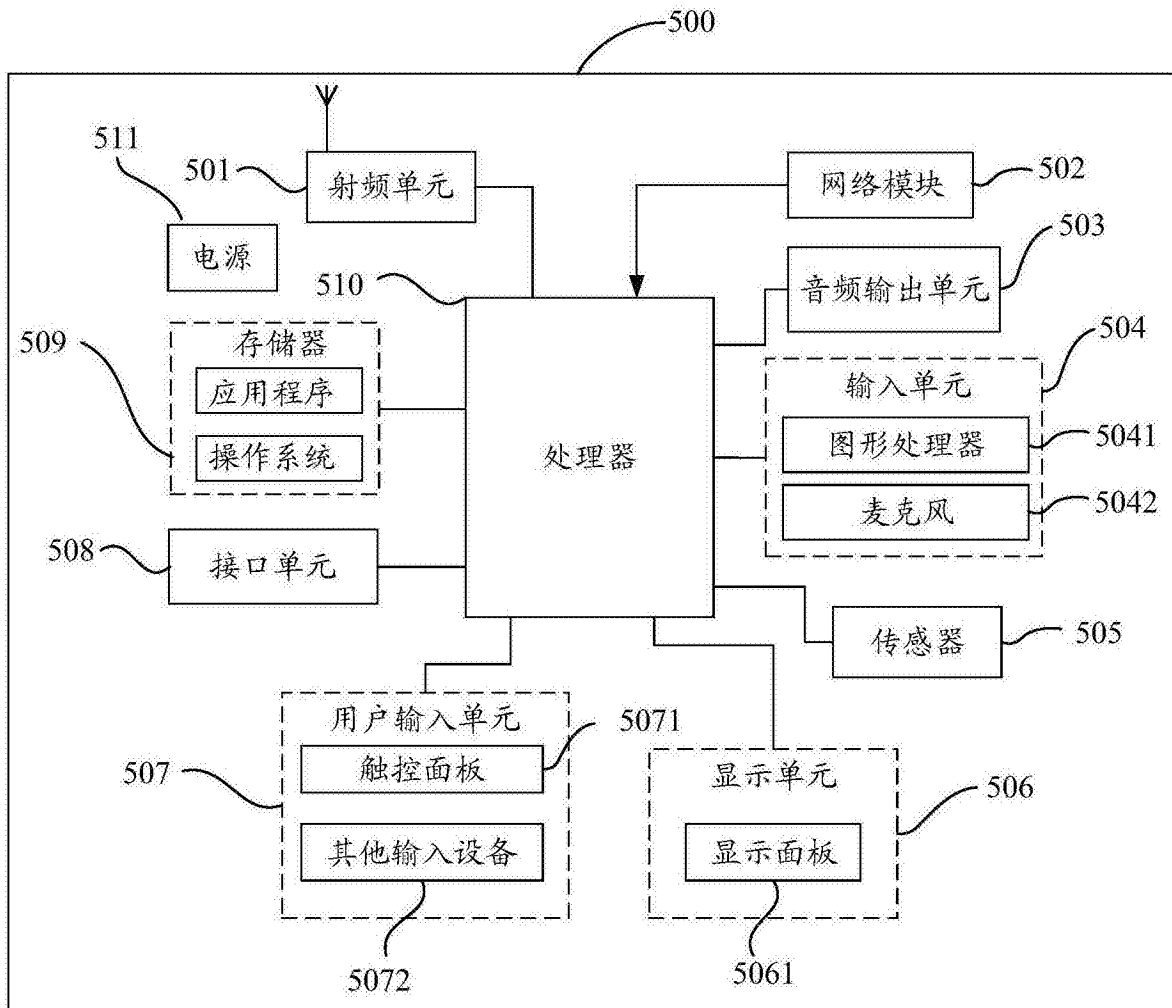 500
511
501
射频单元
网络模块
502
电源
510
音频输出单元
503
509
存储器
应用程序
操作系统
处理器
输入单元
504
图形处理器
5041
麦克风
5042
508
接口单元
传感器
505
用户输入单元
5071
507
触控面板
其他输入设备
5072
显示单元
506
显示面板
5061